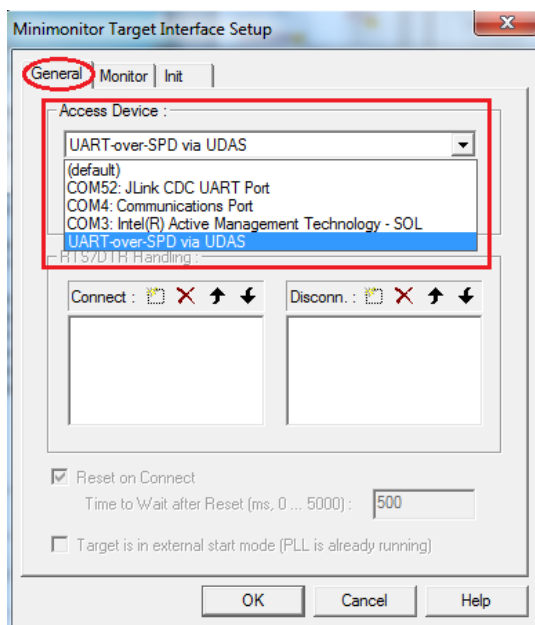 Minimonitor Target Interface Setup
General Monitor Init
Access Device :
UART-over-SPD via UDAS
(default)
COM52: JLink CDC UART Port
COM4: Communications Port
COM3: Intel(R) Active Management Technology - SOL
UART-over-SPD via UDAS
RTS/DTR Handling :
Connect : Disconn. :
Reset on Connect
Time to Wait after Reset (ms, 0 ... 5000) : 500
Target is in external start mode (PLL is already running)
OK Cancel Help